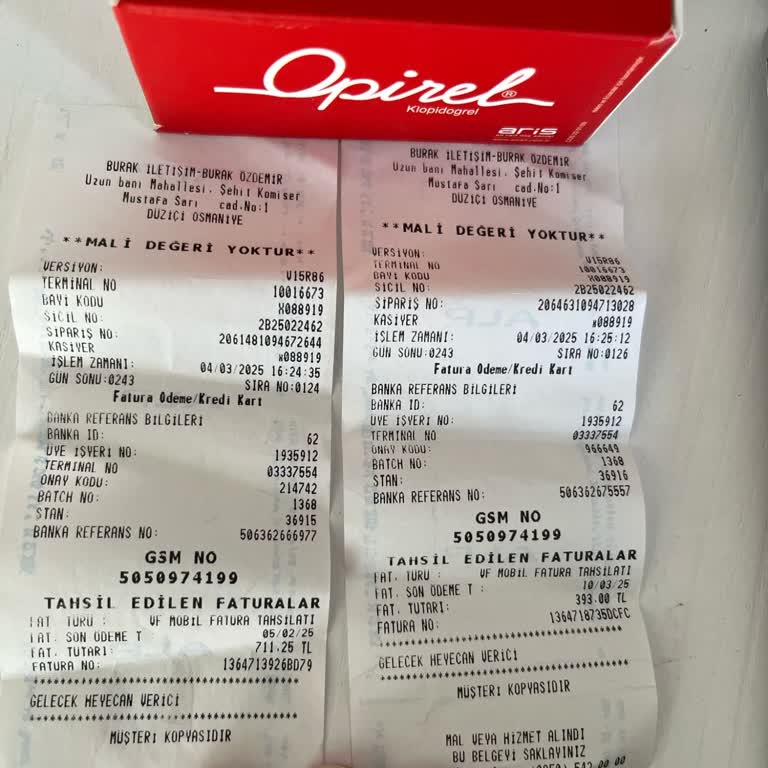 Opirel®
Klopidogrel
aris
BURAK İLETİŞİM-BURAK ÖZDEMİR
Uzun banı Mahallesi. Şehit Komiser
Mustafa Sarı cad.No:1
DÜZİÇİ OSMANİYE
**MALİ DEĞERİ YOKTUR**
VERSİYON: V15R86
TERMİNAL NO 10016673
BAYİ KODU X088919
SİCİL NO: 2B25022462
SİPARİŞ NO: 2061481094672644
KASİYER x088919
İŞLEM ZAMANI: 04/03/2025 16:24:35
GÜN SONU:0243 SIRA NO:0124
Fatura Ödeme/Kredi Kart
BANKA REFERANS BİLGİLERİ
BANKA ID: 62
ÜYE İŞYERİ NO: 1935912
TERMİNAL NO 03337554
ONAY KODU: 214742
BATCH NO: 1368
STAN: 36915
BANKA REFERANS NO: 506362666977
GSM NO
5050974199
TAHSİL EDİLEN FATURALAR
FAT. TÜRÜ : VF MOBİL FATURA TAHSİLATI
FAT. SON ÖDEME T 05/02/25
FAT. TUTARI: 711.25 TL
FATURA NO: 1364713926BD79
GELECEK HEYECAN VERİCİ
MÜŞTERİ KOPYASIDIR
BURAK İLETİŞİM-BURAK ÖZDEMİR
Uzun banı Mahallesi. Şehit Komiser
Mustafa Sarı cad.No:1
DÜZİÇİ OSMANİYE
**MALİ DEĞERİ YOKTUR**
VERSİYON: V15R86
TERMİNAL NO 10016673
BAYİ KODU X088919
SİCİL NO: 2B25022462
SİPARİŞ NO: 2064631094713028
KASİYER x088919
İŞLEM ZAMANI: 04/03/2025 16:25:12
GÜN SONU:0243 SIRA NO:0126
Fatura Ödeme/Kredi Kart
BANKA REFERANS BİLGİLERİ
BANKA ID: 62
ÜYE İŞYERİ NO: 1935912
TERMİNAL NO 03337554
ONAY KODU: 966649
BATCH NO: 1368
STAN: 36916
BANKA REFERANS NO: 506362675557
GSM NO
5050974199
TAHSİL EDİLEN FATURALAR
FAT. TÜRÜ : VF MOBİL FATURA TAHSİLATI
FAT. SON ÖDEME T : 10/03/25
FAT. TUTARI: 393.00 TL
FATURA NO: 1364718735DCFC
GELECEK HEYECAN VERİCİ
MÜŞTERİ KOPYASIDIR
MAL VEYA HİZMET ALINDI
BU BELGEYİ SAKLAYINIZ